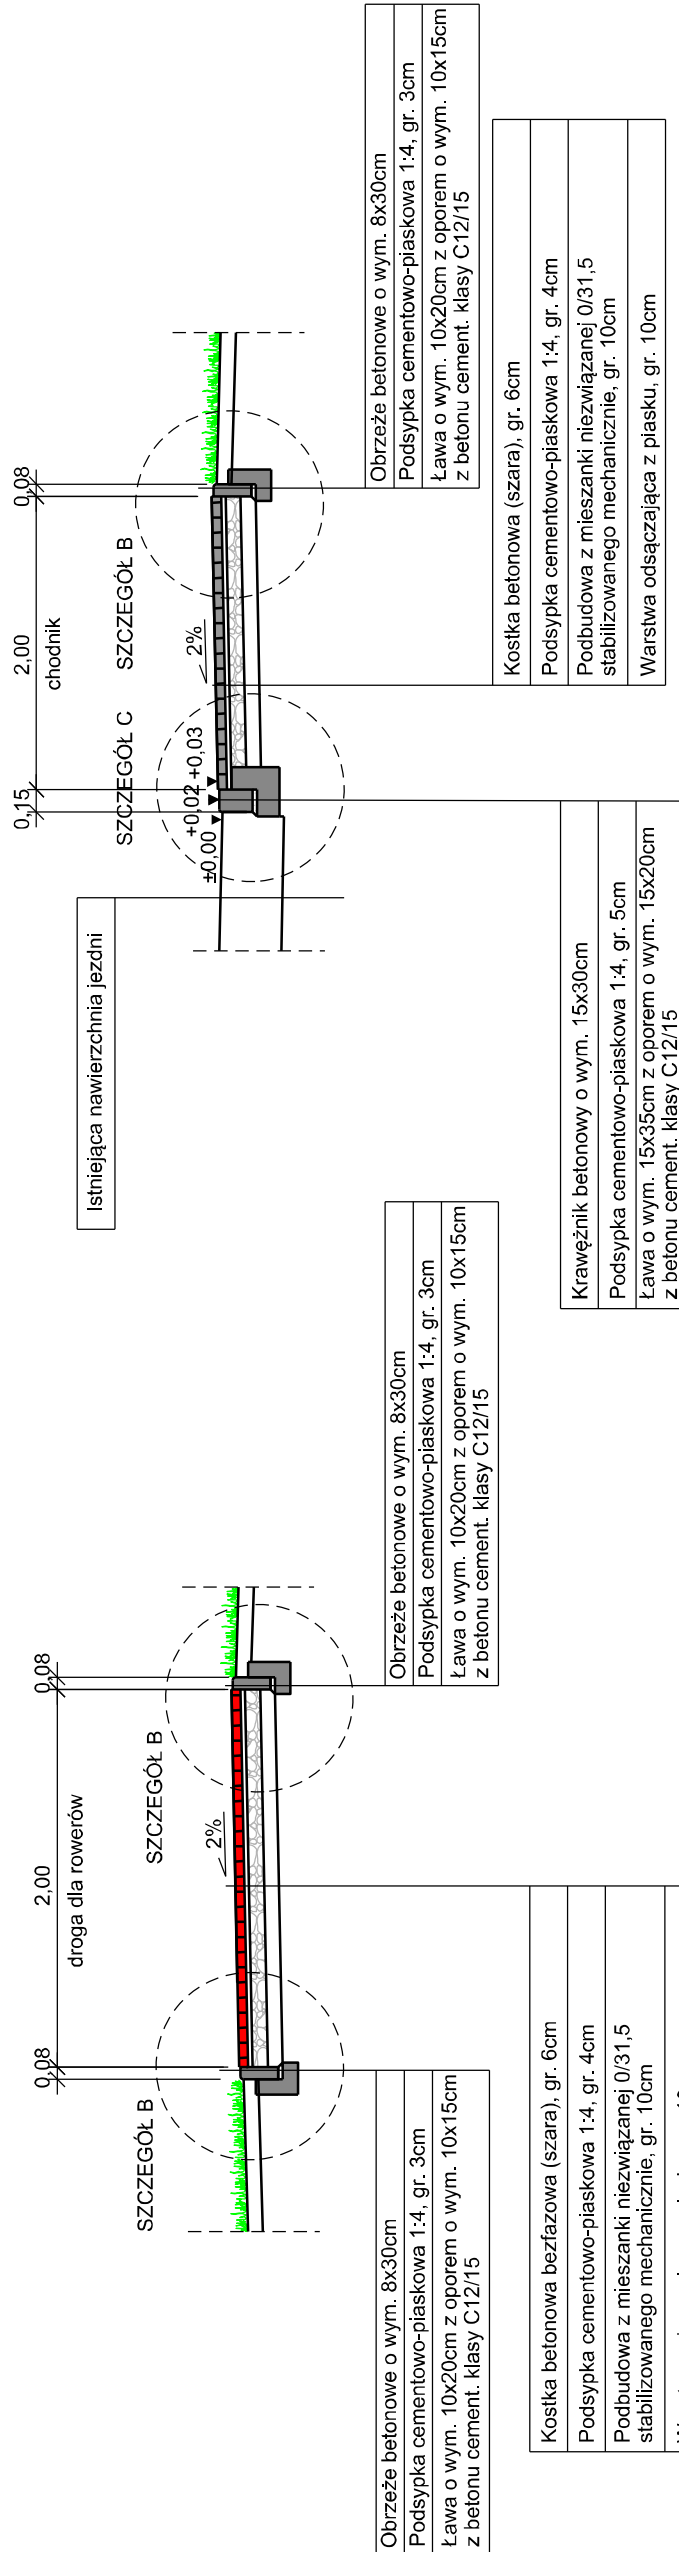 0,08
2,00
0,08
droga dla rowerów
SZCZEGÓŁ B
SZCZEGÓŁ B
2%
Obrzeże betonowe o wym. 8x30cm
Podsypka cementowo-piaskowa 1:4, gr. 3cm
Ława o wym. 10x20cm z oporem o wym. 10x15cm
z betonu cement. klasy C12/15
Kostka betonowa bezfazowa (szara), gr. 6cm
Podsypka cementowo-piaskowa 1:4, gr. 4cm
Podbudowa z mieszanki niezwiązanej 0/31,5
stabilizowanego mechanicznie, gr. 10cm
Obrzeże betonowe o wym. 8x30cm
Podsypka cementowo-piaskowa 1:4, gr. 3cm
Ława o wym. 10x20cm z oporem o wym. 10x15cm
z betonu cement. klasy C12/15
Istniejąca nawierzchnia jezdni
0,15
2,00
0,08
chodnik
SZCZEGÓŁ C
SZCZEGÓŁ B
±0,00
+0,02
+0,03
2%
Krawężnik betonowy o wym. 15x30cm
Podsypka cementowo-piaskowa 1:4, gr. 5cm
Ława o wym. 15x35cm z oporem o wym. 15x20cm
z betonu cement. klasy C12/15
Obrzeże betonowe o wym. 8x30cm
Podsypka cementowo-piaskowa 1:4, gr. 3cm
Ława o wym. 10x20cm z oporem o wym. 10x15cm
z betonu cement. klasy C12/15
Kostka betonowa (szara), gr. 6cm
Podsypka cementowo-piaskowa 1:4, gr. 4cm
Podbudowa z mieszanki niezwiązanej 0/31,5
stabilizowanego mechanicznie, gr. 10cm
Warstwa odsączająca z piasku, gr. 10cm